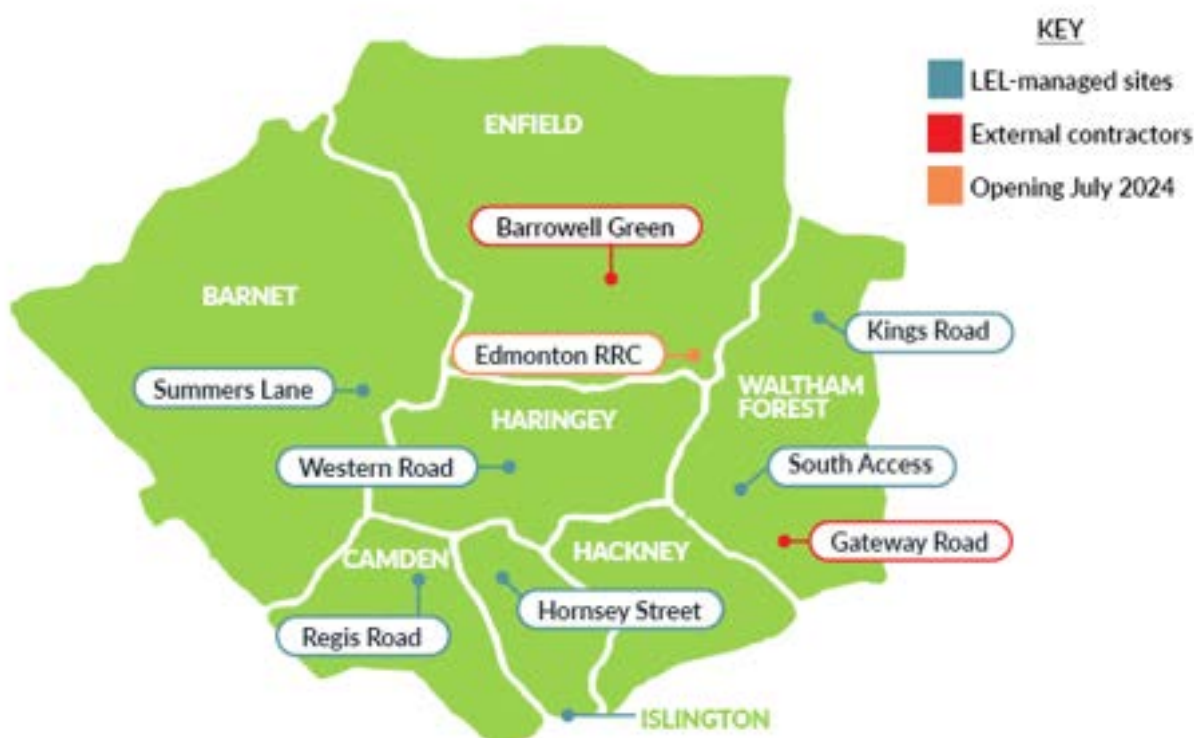 KEY
LEL-managed sites
External contractors
Opening July 2024
ENFIELD
Barrowell Green
BARNET
Kings Road
Edmonton RRC
Summers Lane
WALTHAM
FOREST
HARINGEY
Western Road
South Access
Gateway Road
CAMDEN
HACKNEY
Hornsey Street
Regis Road
ISLINGTON